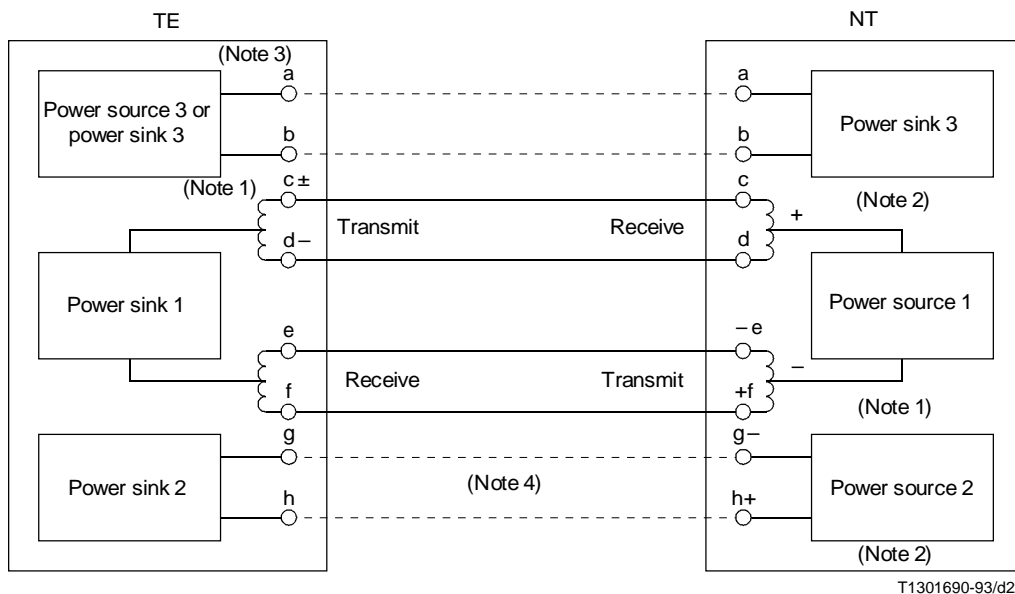 TE
NT
(Note 3)
a
a
Power source 3 or
power sink 3
Power sink 3
b
b
(Note 1)
c ±
c
(Note 2)
Transmit
Receive
+
d –
d
Power sink 1
Power source 1
e
– e
Receive
Transmit
–
f
+f
(Note 1)
g
g –
Power sink 2
(Note 4)
Power source 2
h
h+
(Note 2)
T1301690-93/d2